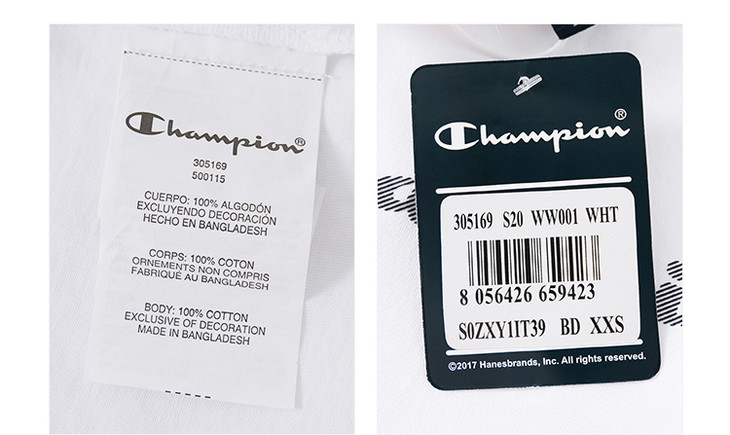 Champion®
305169
500115
CUERPO: 100% ALGODÓN
EXCLUYENDO DECORACIÓN
HECHO EN BANGLADESH
CORPS: 100% COTON
ORNEMENTS NON COMPRIS
FABRIQUÉ AU BANGLADESH
BODY: 100% COTTON
EXCLUSIVE OF DECORATION
MADE IN BANGLADESH
Champion®
305169 S20 WW001 WHT
8 056426 659423
S0ZXY1IT39 BD XXS
©2017 Hanesbrands, Inc. All rights reserved.